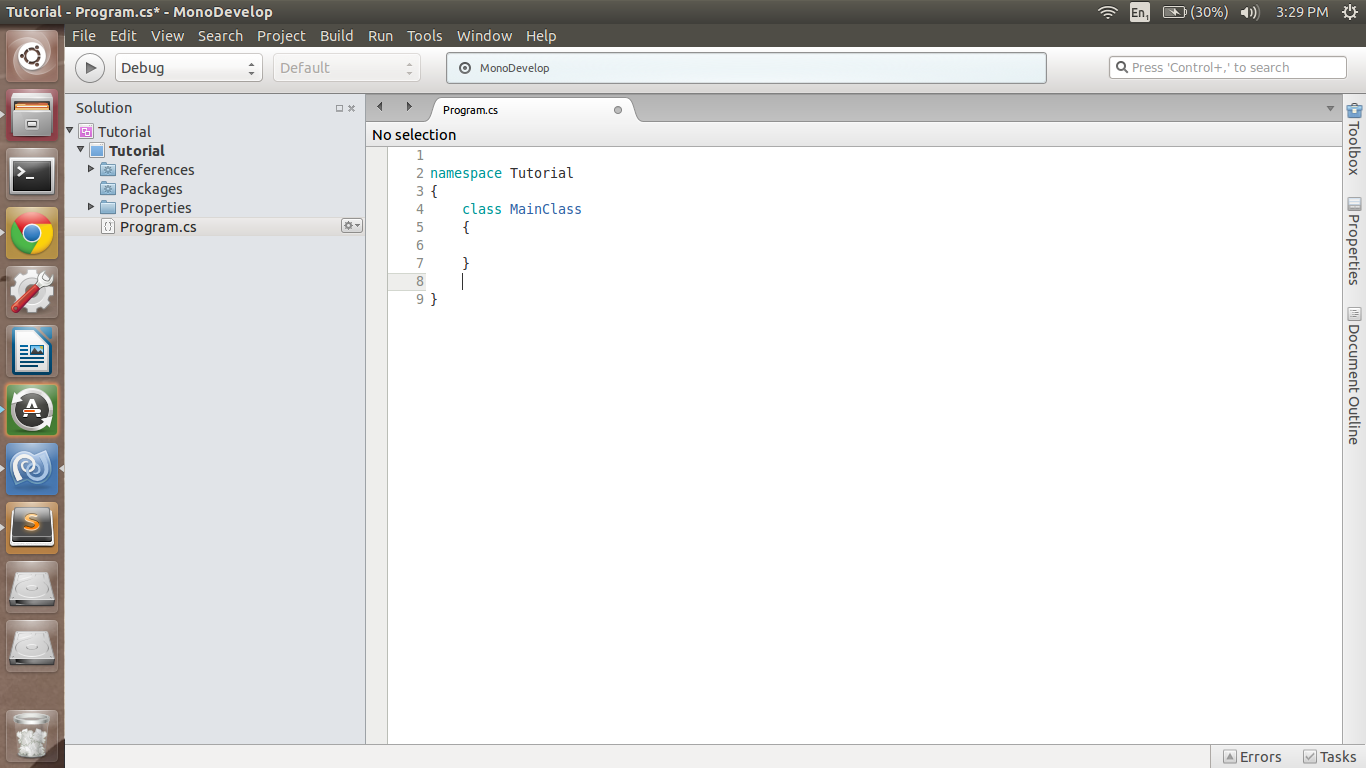 Tutorial - Program.cs* - MonoDevelop
En1 (30%) 3:29 PM
File Edit View Search Project Build Run Tools Window Help
Debug Default MonoDevelop Press 'Control+,' to search
Solution
Tutorial
Tutorial
References
Packages
Properties
Program.cs
Program.cs
No selection
1
2 namespace Tutorial
3 {
4 class MainClass
5 {
6
7 }
8
9 }
Toolbox
Properties
Document Outline
Errors Tasks